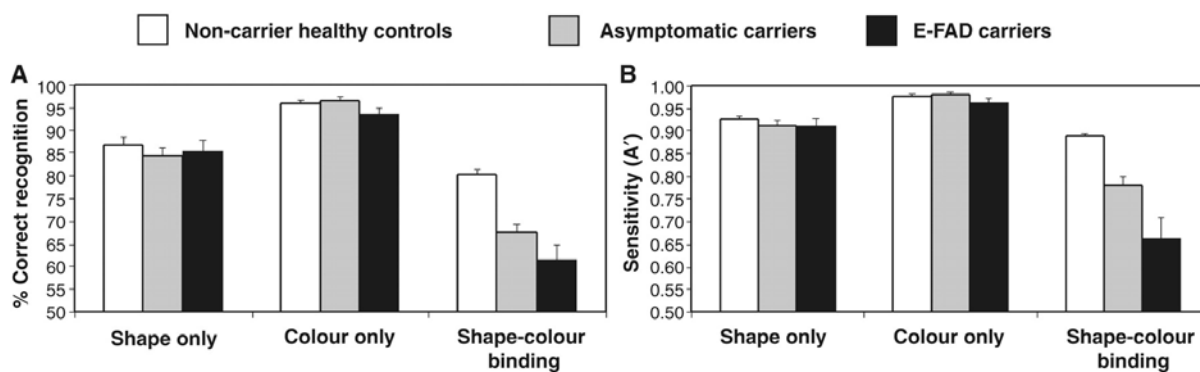 Non-carrier healthy controls
Asymptomatic carriers
E-FAD carriers
A
% Correct recognition
100
95
90
85
80
75
70
65
60
55
50
Shape only
Colour only
Shape-colour
binding
B
Sensitivity (A′)
1.00
0.95
0.90
0.85
0.80
0.75
0.70
0.65
0.60
0.55
0.50
Shape only
Colour only
Shape-colour
binding